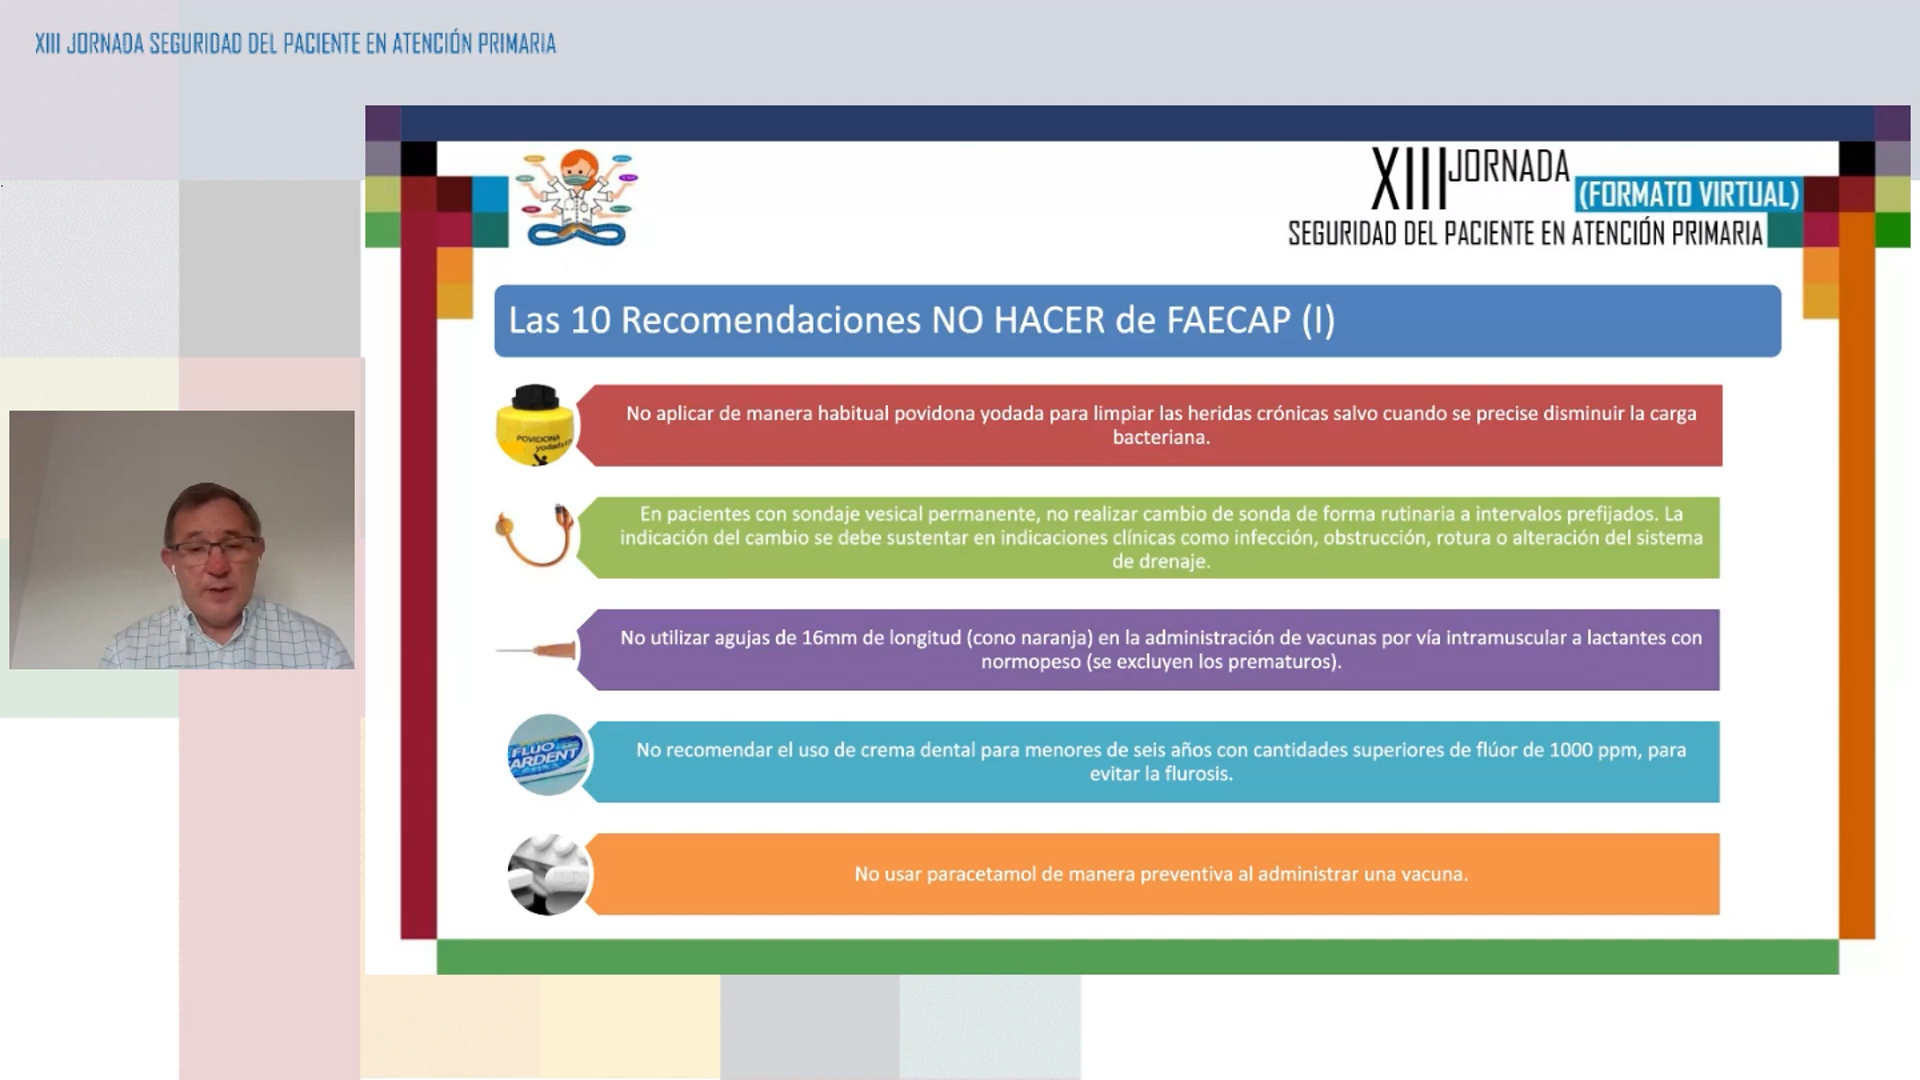 XIII JORNADA SEGURIDAD DEL PACIENTE EN ATENCIÓN PRIMARIA
XIII JORNADA
(FORMATO VIRTUAL)
SEGURIDAD DEL PACIENTE EN ATENCIÓN PRIMARIA
Las 10 Recomendaciones NO HACER de FAECAP (I)
POVIDONA
yodada
No aplicar de manera habitual povidona yodada para limpiar las heridas crónicas salvo cuando se precise disminuir la carga
bacteriana.
En pacientes con sondaje vesical permanente, no realizar cambio de sonda de forma rutinaria a intervalos prefijados. La
indicación del cambio se debe sustentar en indicaciones clínicas como infección, obstrucción, rotura o alteración del sistema
de drenaje.
No utilizar agujas de 16mm de longitud (cono naranja) en la administración de vacunas por vía intramuscular a lactantes con
normopeso (se excluyen los prematuros).
FLUO
ARDENT
No recomendar el uso de crema dental para menores de seis años con cantidades superiores de flúor de 1000 ppm, para
evitar la flurosis.
No usar paracetamol de manera preventiva al administrar una vacuna.